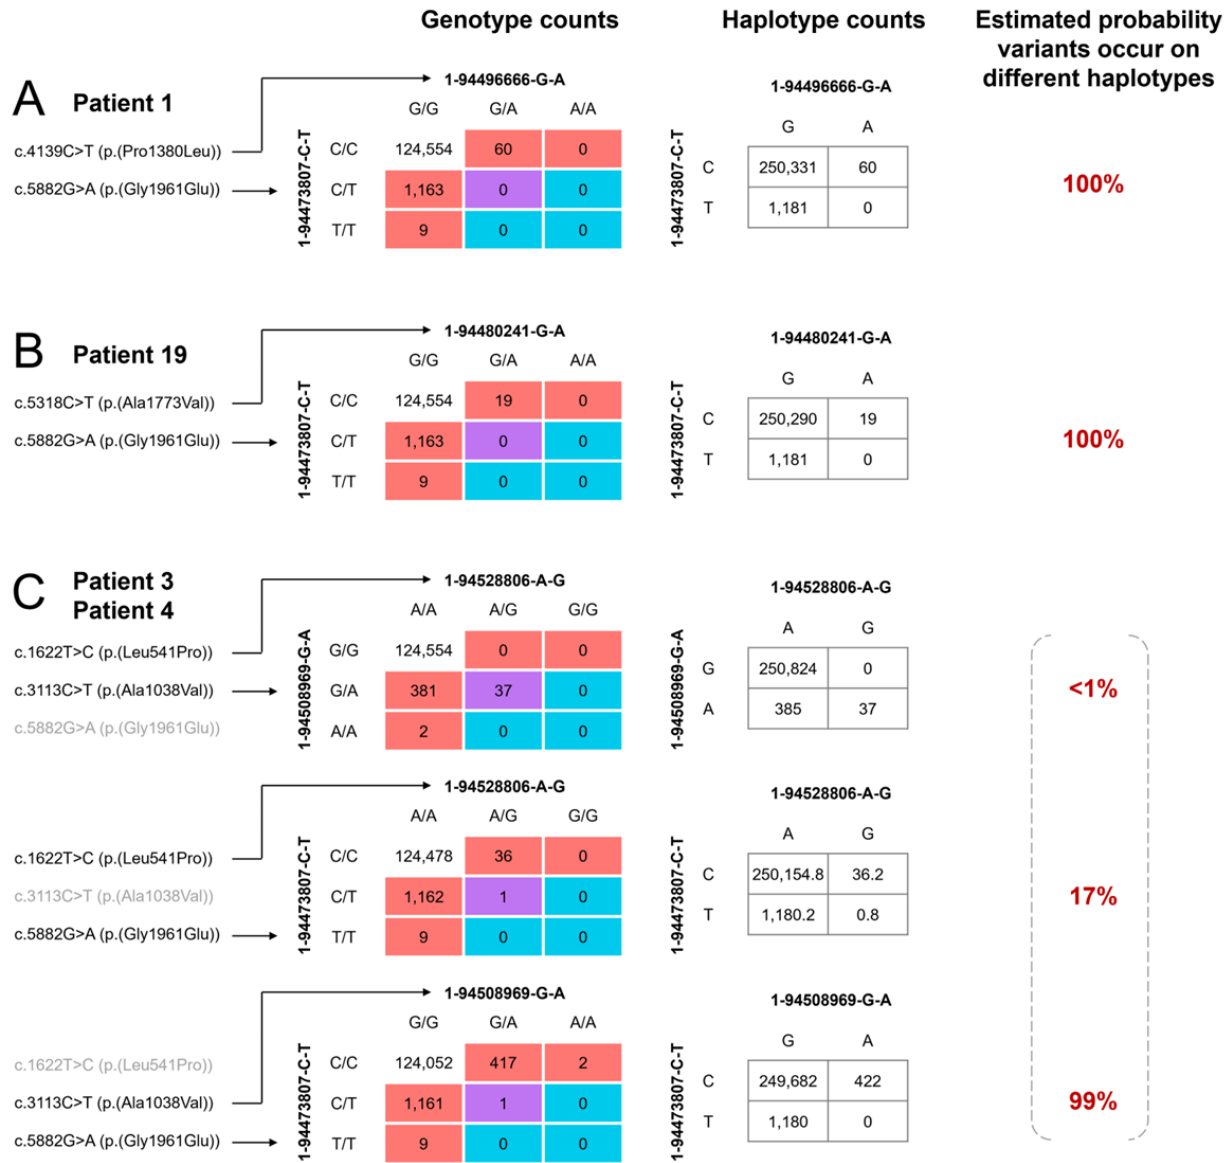 Genotype counts
Haplotype counts
Estimated probability
variants occur on
different haplotypes
A
Patient 1
c.4139C>T (p.(Pro1380Leu))
c.5882G>A (p.(Gly1961Glu))
1-94496666-G-A
G/G G/A A/A
1-94473807-C-T
C/C 124,554 60 0
C/T 1,163 0 0
T/T 9 0 0
1-94496666-G-A
G A
1-94473807-C-T
C 250,331 60
T 1,181 0
100%
B
Patient 19
c.5318C>T (p.(Ala1773Val))
c.5882G>A (p.(Gly1961Glu))
1-94480241-G-A
G/G G/A A/A
1-94473807-C-T
C/C 124,554 19 0
C/T 1,163 0 0
T/T 9 0 0
1-94480241-G-A
G A
1-94473807-C-T
C 250,290 19
T 1,181 0
100%
C
Patient 3
Patient 4
c.1622T>C (p.(Leu541Pro))
c.3113C>T (p.(Ala1038Val))
c.5882G>A (p.(Gly1961Glu))
1-94528806-A-G
A/A A/G G/G
1-94508969-G-A
G/G 124,554 0 0
G/A 381 37 0
A/A 2 0 0
1-94528806-A-G
A G
1-94508969-G-A
G 250,824 0
A 385 37
<1%
c.1622T>C (p.(Leu541Pro))
c.3113C>T (p.(Ala1038Val))
c.5882G>A (p.(Gly1961Glu))
1-94528806-A-G
A/A A/G G/G
1-94473807-C-T
C/C 124,478 36 0
C/T 1,162 1 0
T/T 9 0 0
1-94528806-A-G
A G
1-94473807-C-T
C 250,154.8 36.2
T 1,180.2 0.8
17%
c.1622T>C (p.(Leu541Pro))
c.3113C>T (p.(Ala1038Val))
c.5882G>A (p.(Gly1961Glu))
1-94508969-G-A
G/G G/A A/A
1-94473807-C-T
C/C 124,052 417 2
C/T 1,161 1 0
T/T 9 0 0
1-94508969-G-A
G A
1-94473807-C-T
C 249,682 422
T 1,180 0
99%